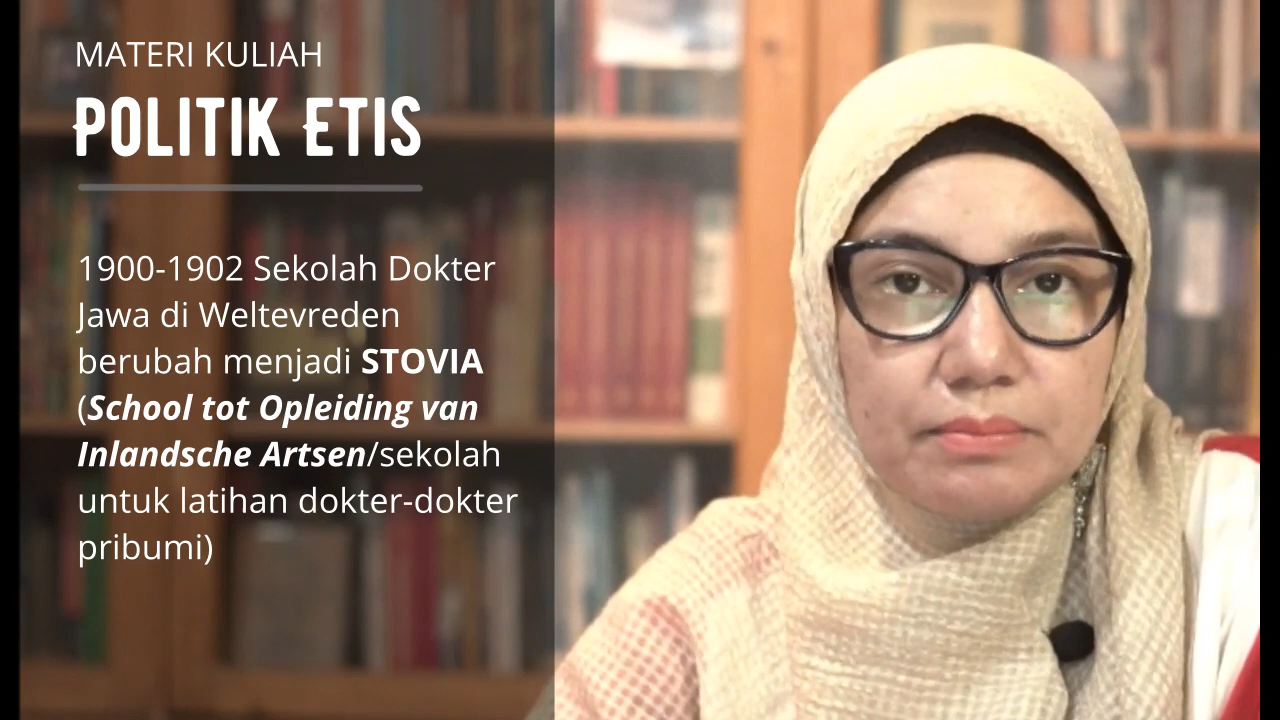 MATERI KULIAH
POLITIK ETIS
1900-1902 Sekolah Dokter
Jawa di Weltevreden
berubah menjadi STOVIA
(School tot Opleiding van
Inlandsche Artsen/sekolah
untuk latihan dokter-dokter
pribumi)